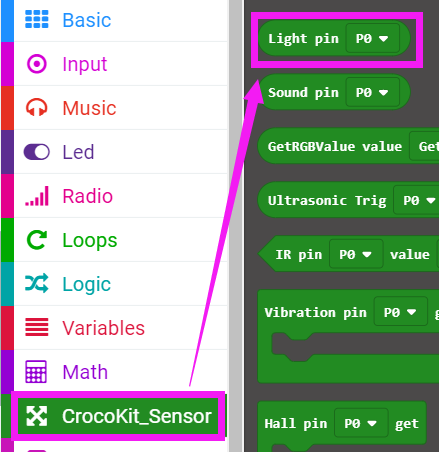 Basic
Input
Music
Led
Radio
Loops
Logic
Variables
Math
CrocoKit_Sensor
Light pin P0
Sound pin P0
GetRGBValue value Get
Ultrasonic Trig P0
IR pin P0 value
Vibration pin P0 g
Hall pin P0 get